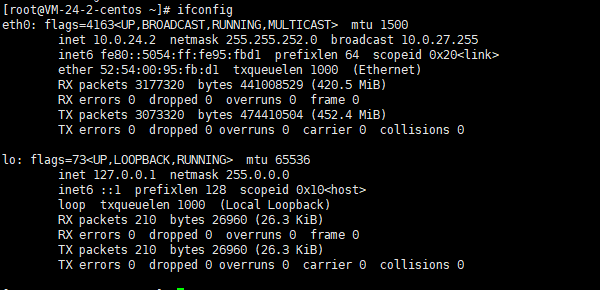 [root@VM-24-2-centos ~]# ifconfig
eth0: flags=4163<UP,BROADCAST,RUNNING,MULTICAST>  mtu 1500
        inet 10.0.24.2  netmask 255.255.252.0  broadcast 10.0.27.255
        inet6 fe80::5054:ff:fe95:fbd1  prefixlen 64  scopeid 0x20<link>
        ether 52:54:00:95:fb:d1  txqueuelen 1000  (Ethernet)
        RX packets 3177320  bytes 441008529 (420.5 MiB)
        RX errors 0  dropped 0  overruns 0  frame 0
        TX packets 3073320  bytes 474410504 (452.4 MiB)
        TX errors 0  dropped 0 overruns 0  carrier 0  collisions 0

lo: flags=73<UP,LOOPBACK,RUNNING>  mtu 65536
        inet 127.0.0.1  netmask 255.0.0.0
        inet6 ::1  prefixlen 128  scopeid 0x10<host>
        loop  txqueuelen 1000  (Local Loopback)
        RX packets 210  bytes 26960 (26.3 KiB)
        RX errors 0  dropped 0  overruns 0  frame 0
        TX packets 210  bytes 26960 (26.3 KiB)
        TX errors 0  dropped 0 overruns 0  carrier 0  collisions 0